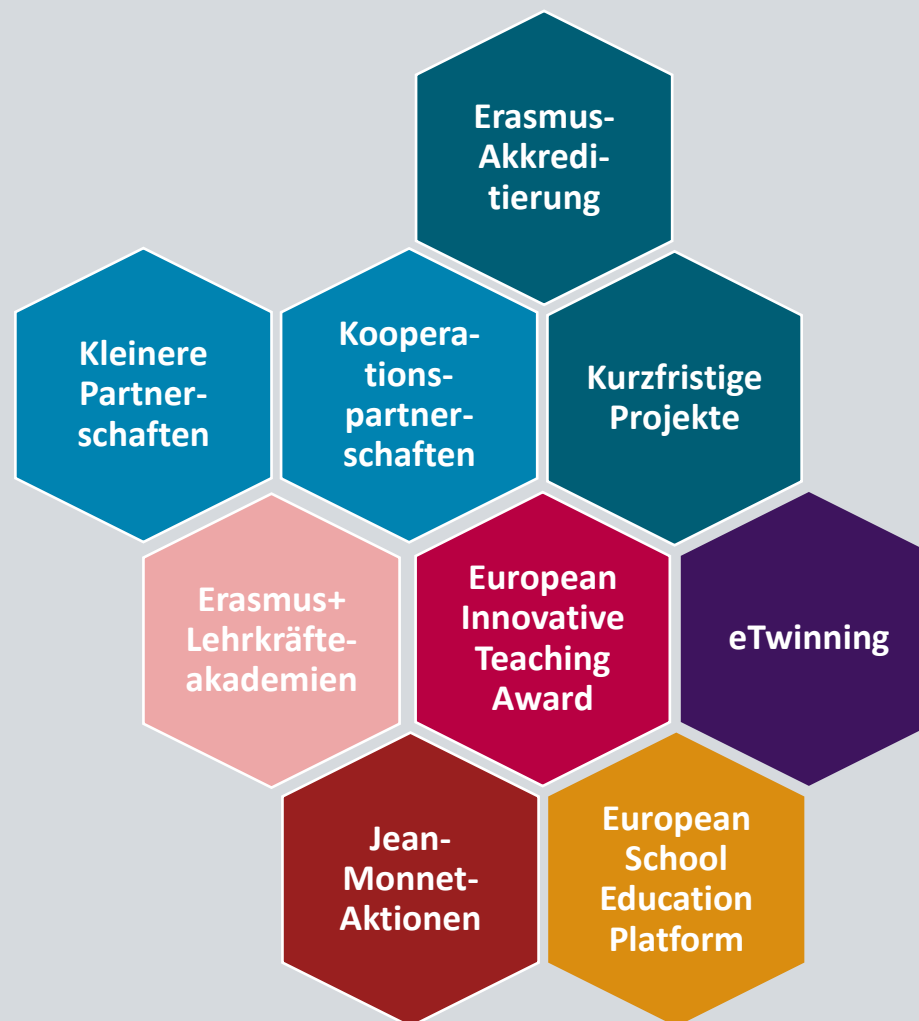 Erasmus-
Akkredi-
tierung
Kleinere
Partner-
schaften
Koopera-
tions-
partner-
schaften
Kurzfristige
Projekte
Erasmus+
Lehrkräfte-
akademien
European
Innovative
Teaching
Award
eTwinning
Jean-
Monnet-
Aktionen
European
School
Education
Platform